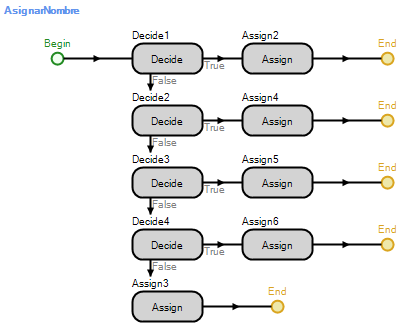 AsignarNombre
Begin
Decide1
Assign2
End
Decide
True
Assign
False
Decide2
Assign4
End
Decide
True
Assign
False
Decide3
Assign5
End
Decide
True
Assign
False
Decide4
Assign6
End
Decide
True
Assign
False
Assign3
End
Assign